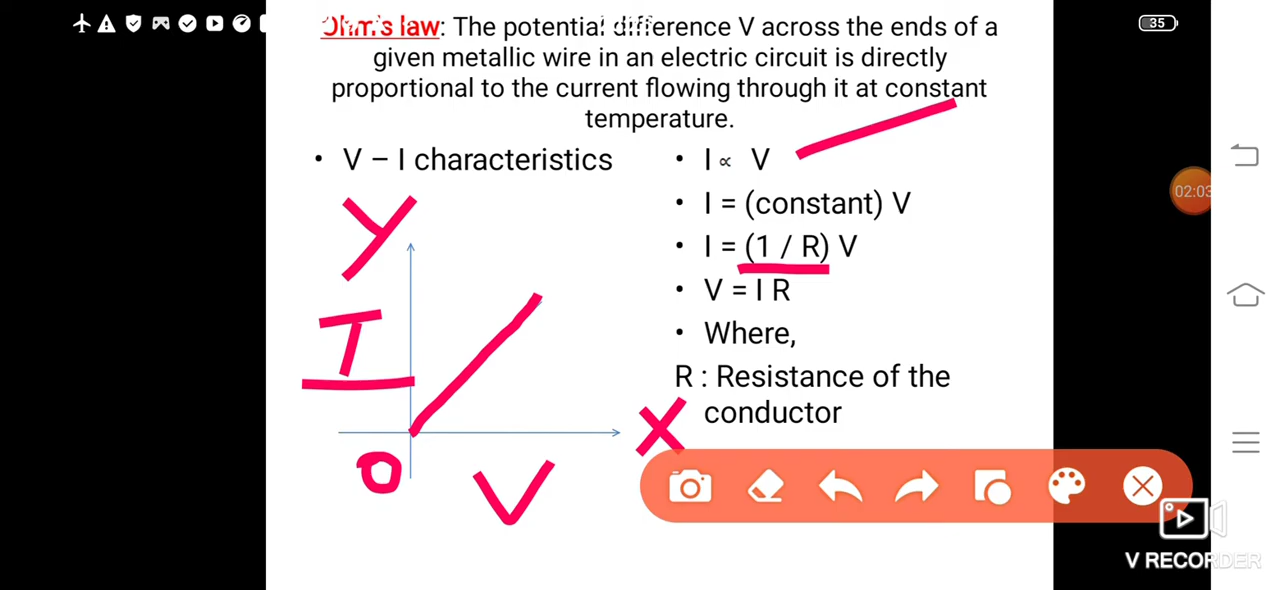 35
Ohm's law: The potential difference V across the ends of a
given metallic wire in an electric circuit is directly
proportional to the current flowing through it at constant
temperature.
• V – I characteristics
Y
I
O
V
X
• I ∝ V
• I = (constant) V
• I = (1 / R) V
• V = I R
• Where,
R : Resistance of the
conductor
02:03
V RECORDER